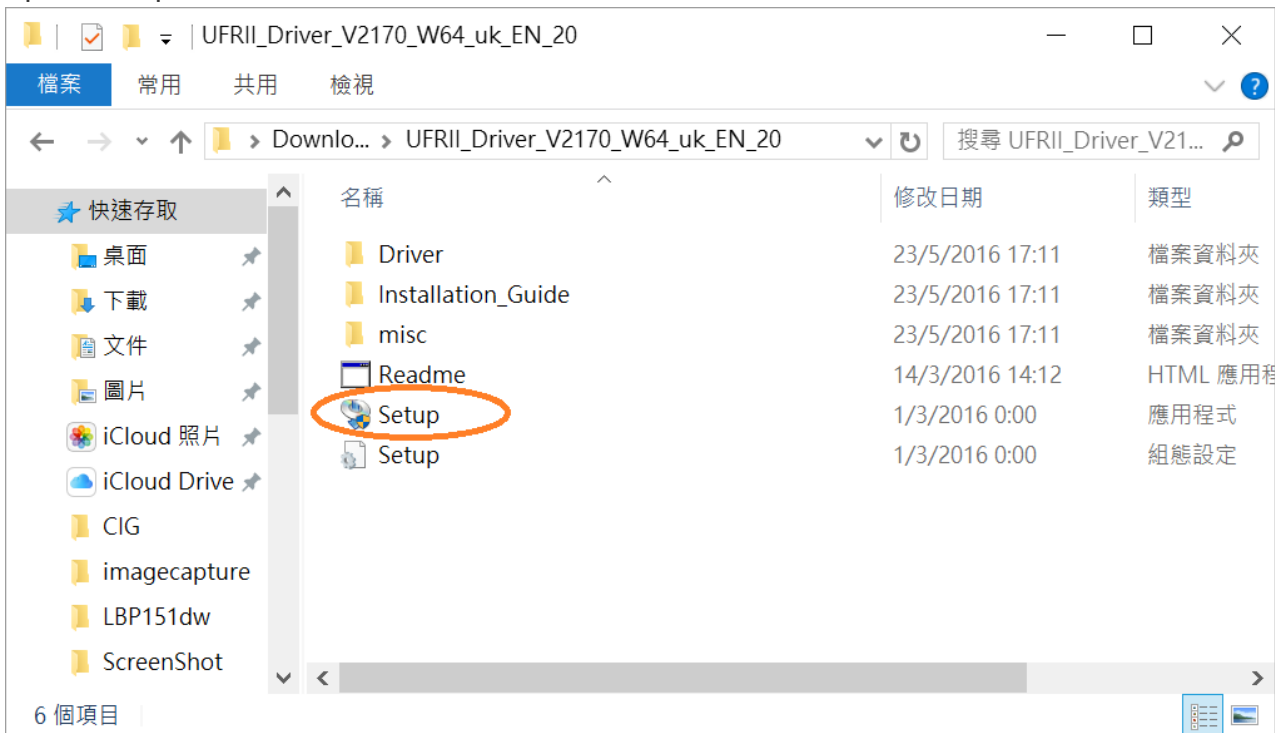 UFRII_Driver_V2170_W64_uk_EN_20
檔案 常用 共用 檢視
Downlo... UFRII_Driver_V2170_W64_uk_EN_20 搜尋 UFRII_Driver_V21...
名稱 修改日期 類型
快速存取
桌面
下載
文件
圖片
iCloud 照片
iCloud Drive
CIG
imagecapture
LBP151dw
ScreenShot
Driver 23/5/2016 17:11 檔案資料夾
Installation_Guide 23/5/2016 17:11 檔案資料夾
misc 23/5/2016 17:11 檔案資料夾
Readme 14/3/2016 14:12 HTML 應用程
Setup 1/3/2016 0:00 應用程式
Setup 1/3/2016 0:00 組態設定
6 個項目